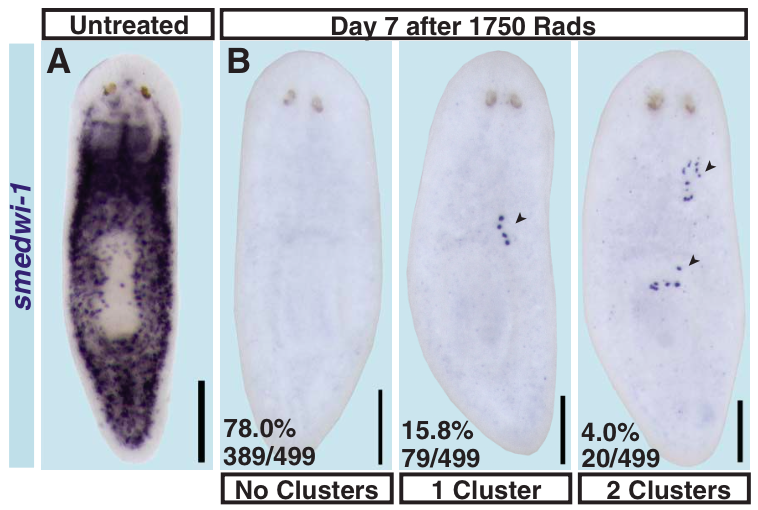 Untreated
Day 7 after 1750 Rads
A
B
smedwi-1
78.0%
389/499
15.8%
79/499
4.0%
20/499
No Clusters
1 Cluster
2 Clusters